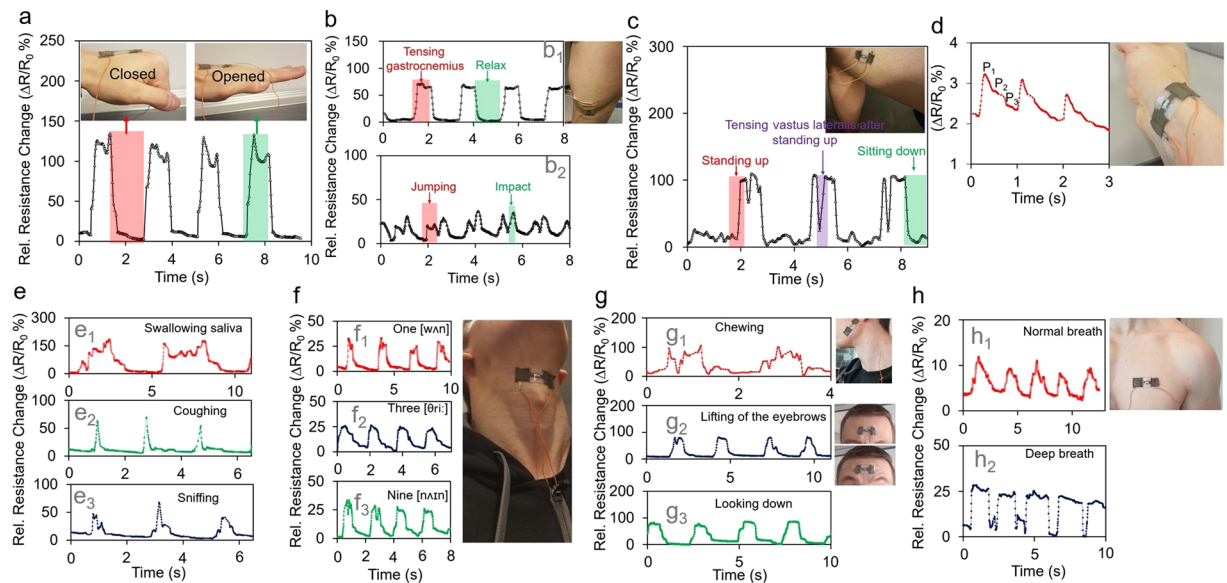 a
Rel. Resistance Change (ΔR/R₀ %)
250
200
150
100
50
0
Closed
Opened
0 2 4 6 8 10
Time (s)
b
Rel. Resistance Change (ΔR/R₀ %)
b₁
150
100
50
0
Tensing
gastrocnemius
Relax
0 2 4 6 8
b₂
100
50
0
Jumping
Impact
0 2 4 6 8
Time (s)
c
Rel. Resistance Change (ΔR/R₀ %)
300
200
100
0
Tensing vastus lateralis after
standing up
Standing up
Sitting down
0 2 4 6 8
Time (s)
d
(ΔR/R₀ %)
4
3
2
1
P₁
P₂
P₃
0 1 2 3
Time (s)
e
Rel. Resistance Change (ΔR/R₀ %)
e₁
Swallowing saliva
300
150
0
0 5 10
e₂
Coughing
100
50
0
0 2 4 6
e₃
Sniffing
100
50
0
0 2 4 6
Time (s)
f
Rel. Resistance Change (ΔR/R₀ %)
f₁
One [wʌn]
50
25
0
0 2 4 6 8 10
f₂
Three [θriː]
50
25
0
0 2 4 6
f₃
Nine [nʌɪn]
50
25
0
0 2 4 6 8
Time (s)
g
Rel. Resistance Change (ΔR/R₀ %)
g₁
Chewing
200
100
0
0 2 4
g₂
Lifting of the eyebrows
200
100
0
0 5 10
g₃
Looking down
200
100
0
0 5 10
Time (s)
h
Rel. Resistance Change (ΔR/R₀ %)
h₁
Normal breath
20
10
0
0 5 10
h₂
Deep breath
50
25
0
0 5 10
Time (s)